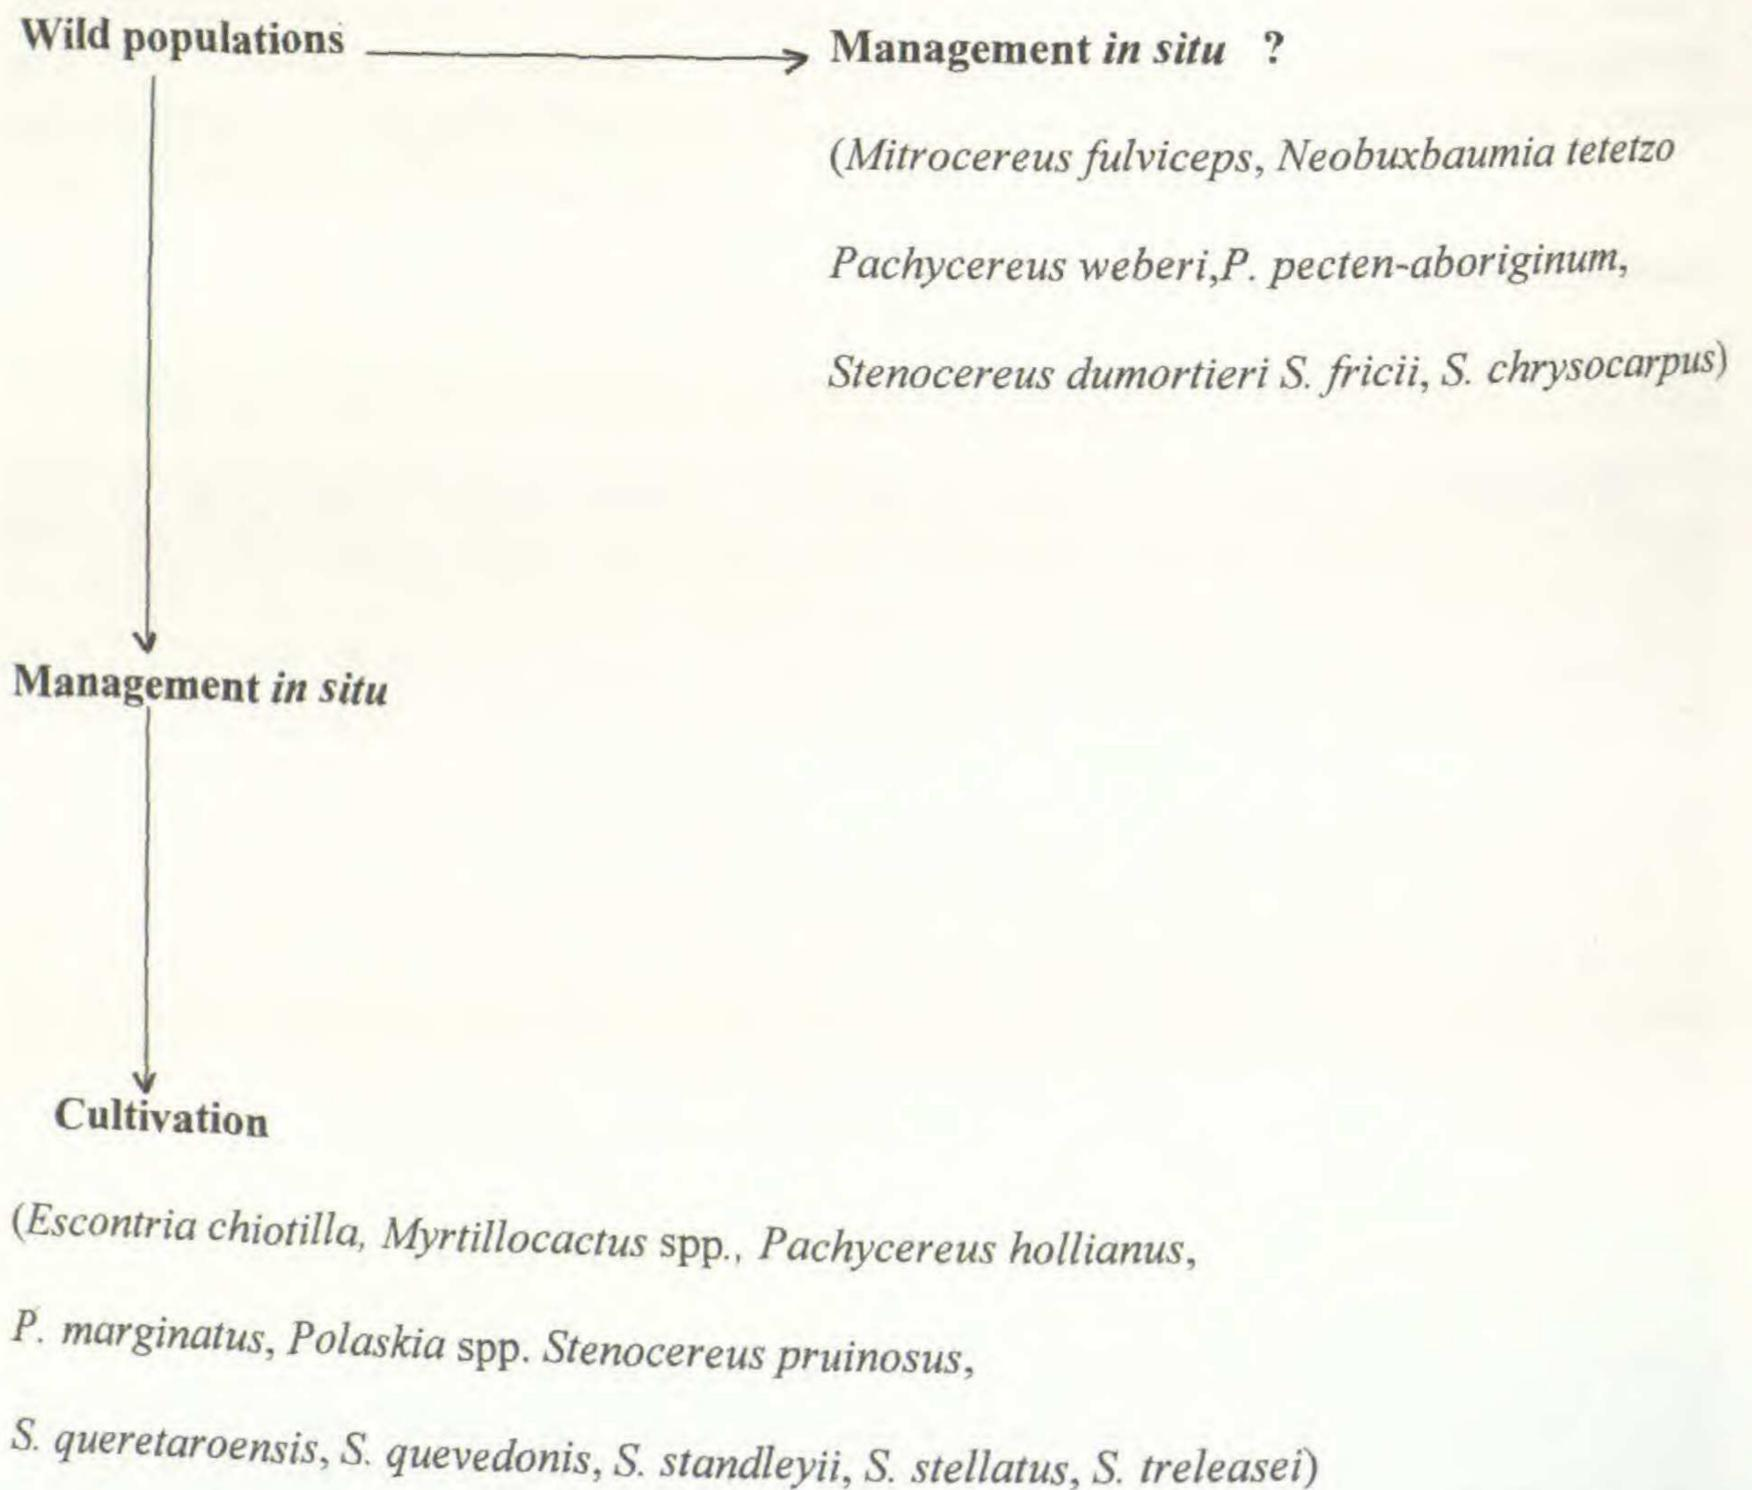 Wild populations
Management in situ ?
(Mitrocereus fulviceps, Neobuxbaumia tetetzo
Pachycereus weberi,P. pecten-aboriginum,
Stenocereus dumortieri S. fricii, S. chrysocarpus)
Management in situ
Cultivation
(Escontria chiotilla, Myrtillocactus spp., Pachycereus hollianus,
P. marginatus, Polaskia spp. Stenocereus pruinosus,
S. queretaroensis, S. quevedonis, S. standleyii, S. stellatus, S. treleasei)